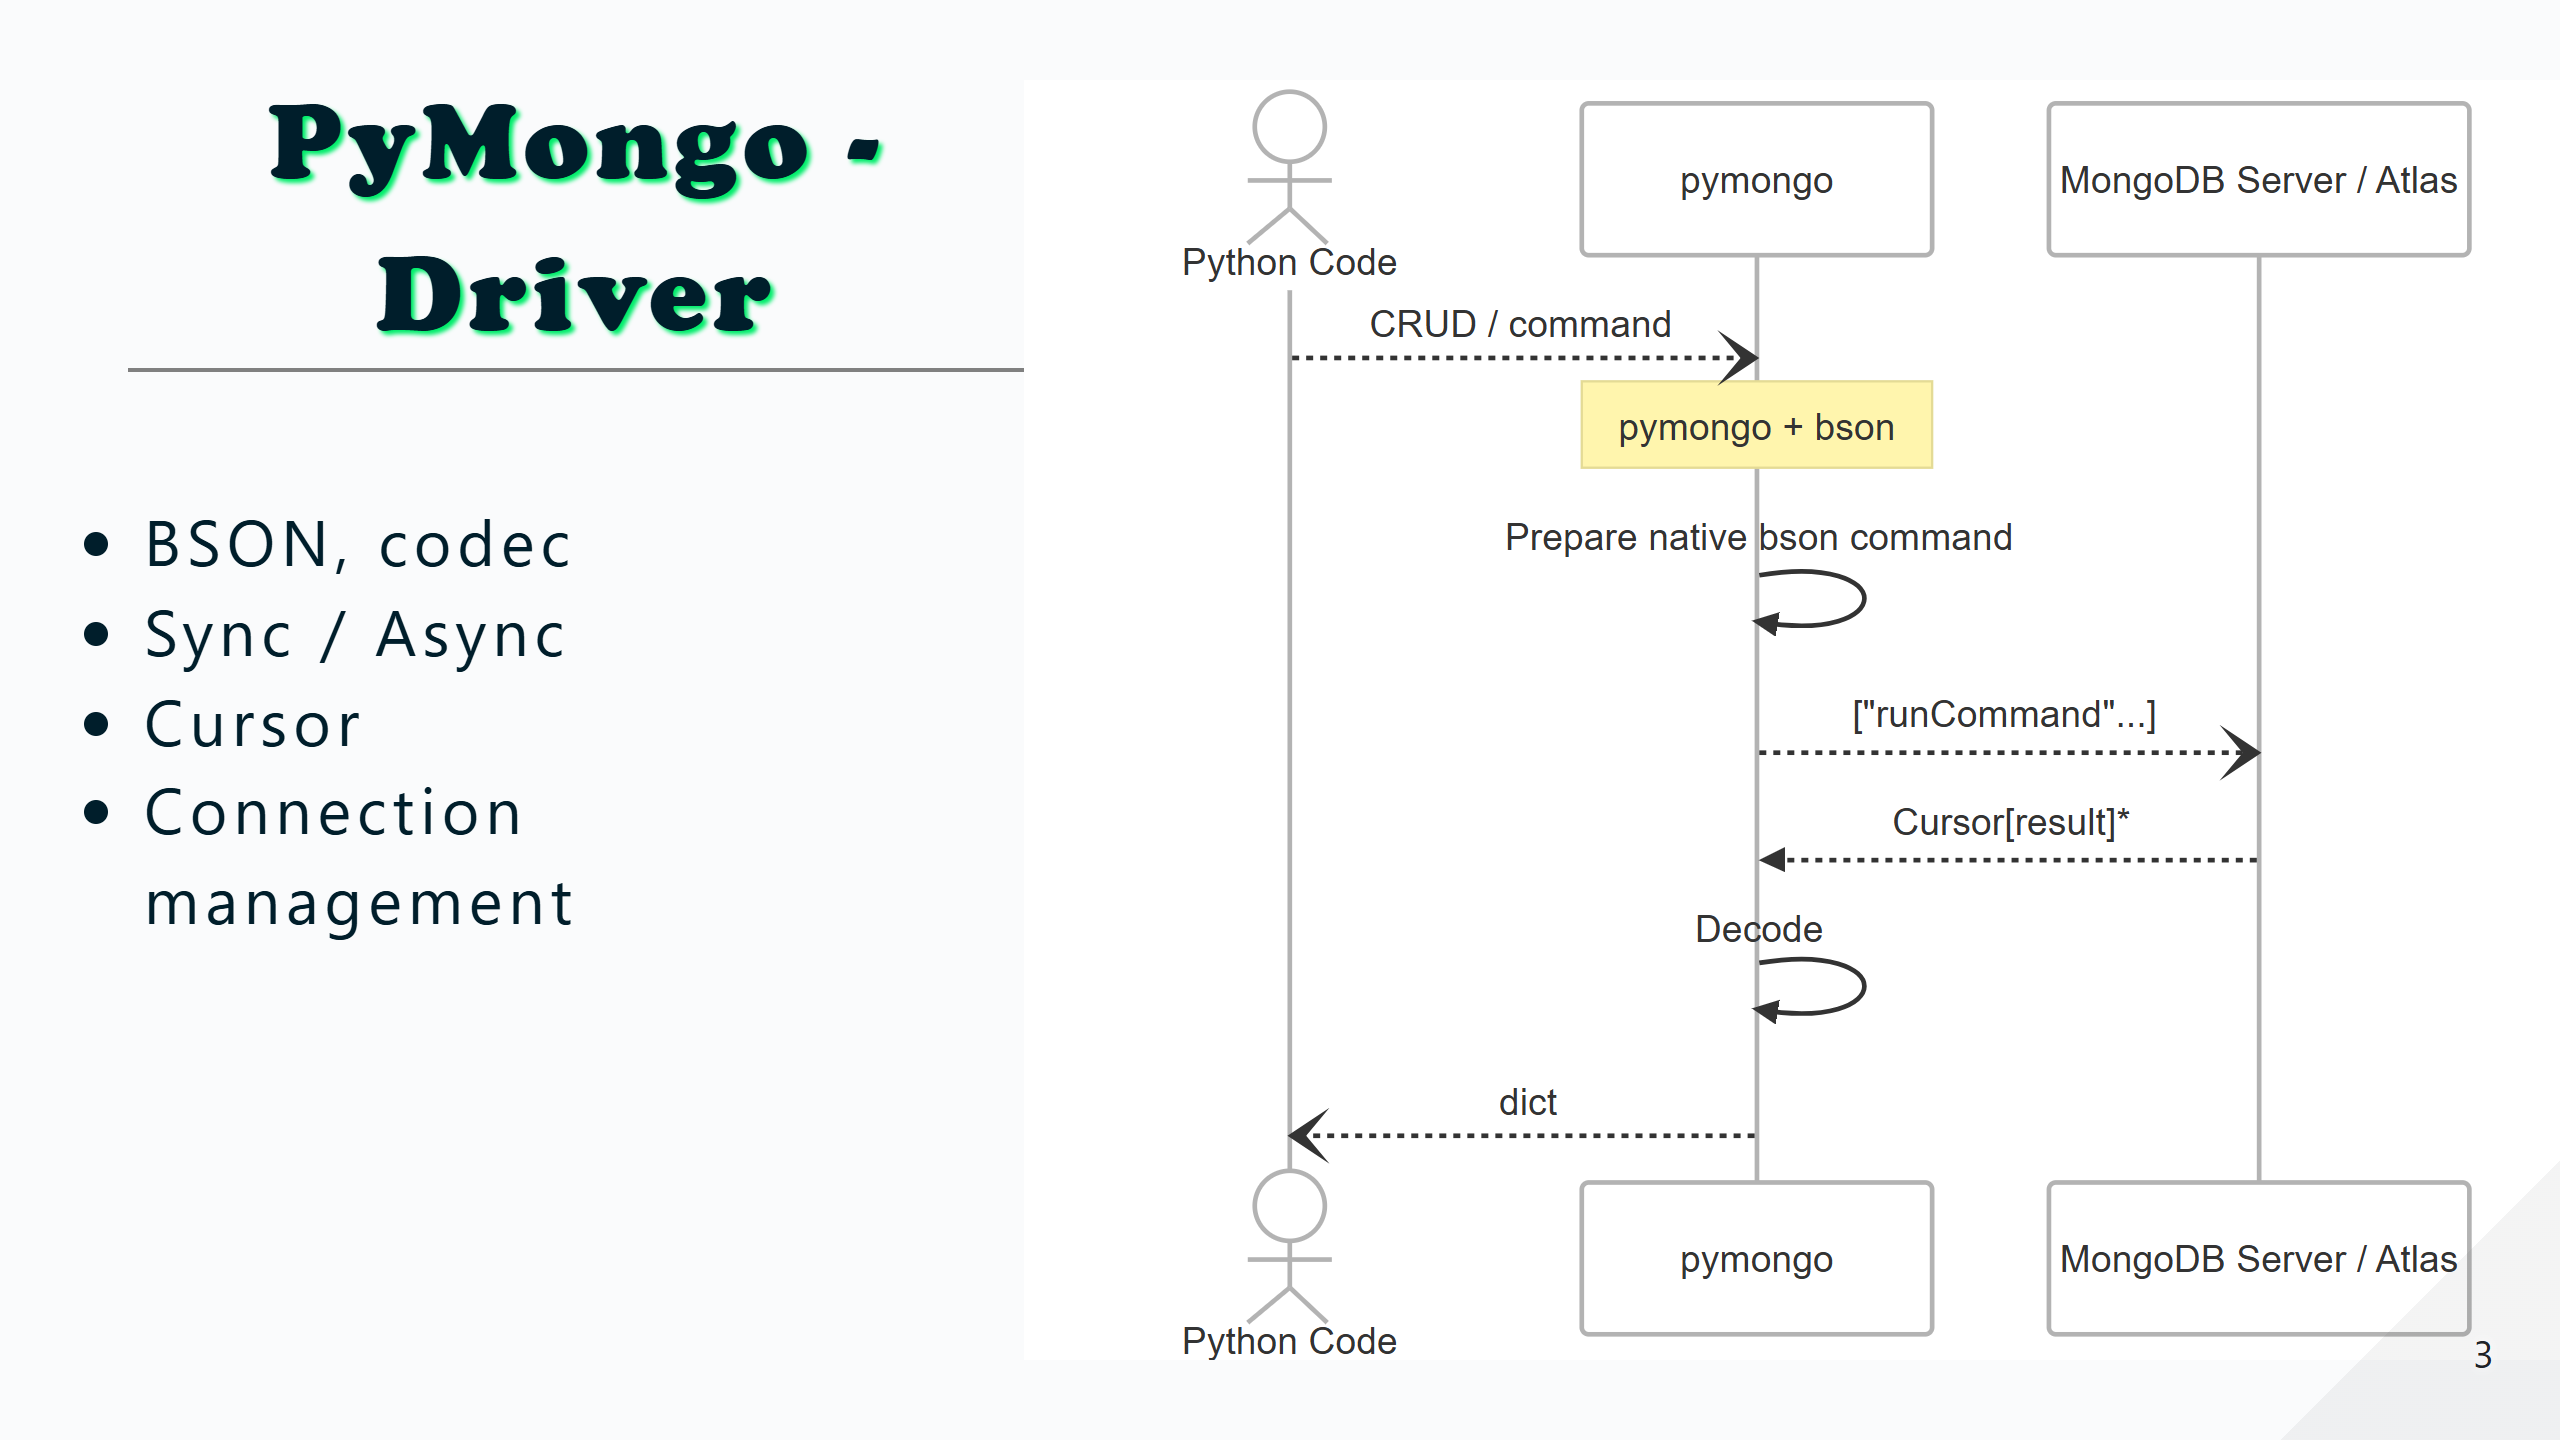 PyMongo -
Driver
BSON, codec
Sync / Async
Cursor
Connection
management
Python Code
pymongo
MongoDB Server / Atlas
CRUD / command
pymongo + bson
Prepare native bson command
["runCommand"...]
Cursor[result]*
Decode
dict
Python Code
pymongo
MongoDB Server / Atlas
3